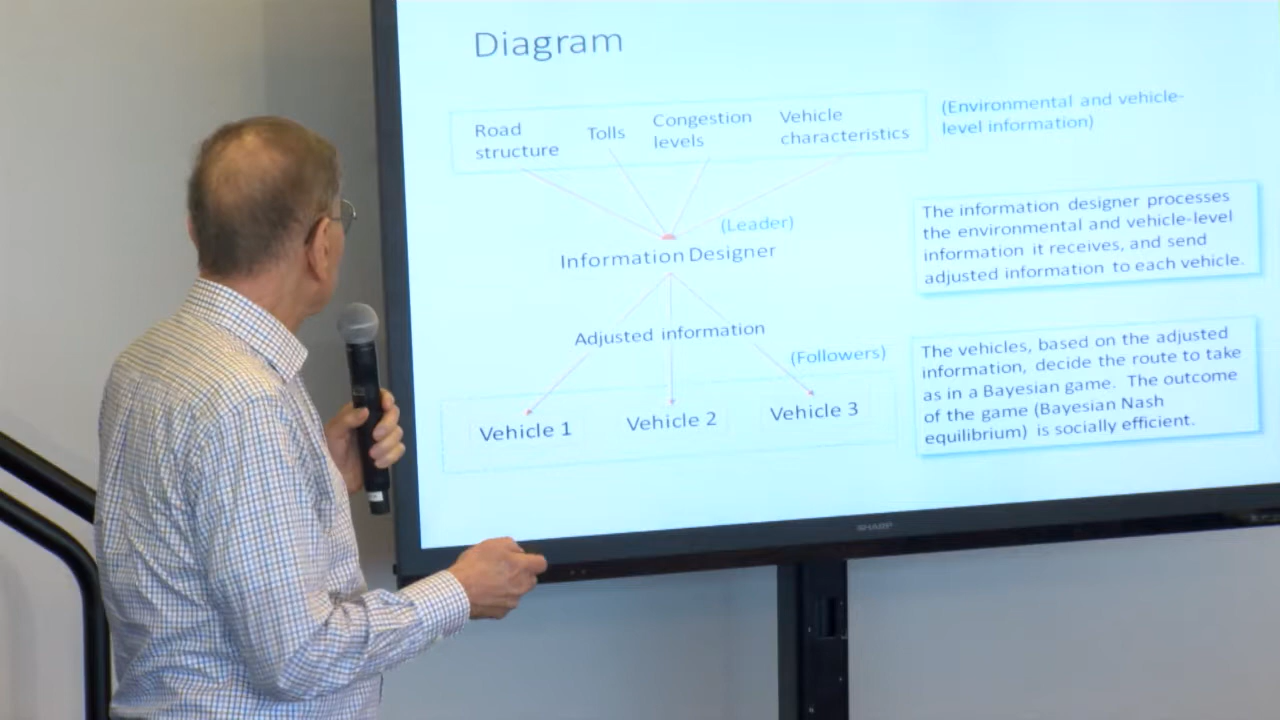 Diagram
Road
structure
Tolls
Congestion
levels
Vehicle
characteristics
(Environmental and vehicle-
level information)
(Leader)
Information Designer
The information designer processes
the environmental and vehicle-level
information it receives, and send
adjusted information to each vehicle.
Adjusted information
(Followers)
Vehicle 1
Vehicle 2
Vehicle 3
The vehicles, based on the adjusted
information, decide the route to take
as in a Bayesian game. The outcome
of the game (Bayesian Nash
equilibrium) is socially efficient.
SHARP